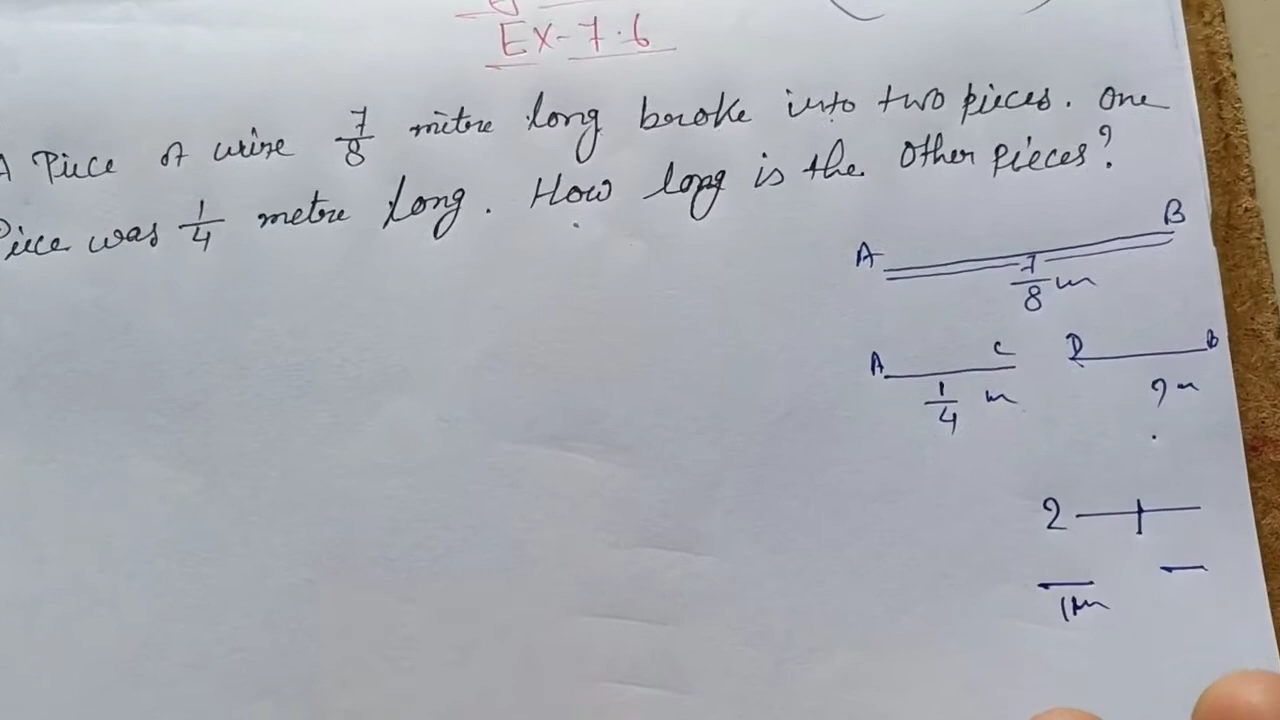 Ex-7.6
A Piece of wire 7/8 metre long broke into two pieces. One
Piece was 1/4 metre long. How long is the Other pieces?
A B
7/8 m
A C D B
1/4 m ? m
2
1m